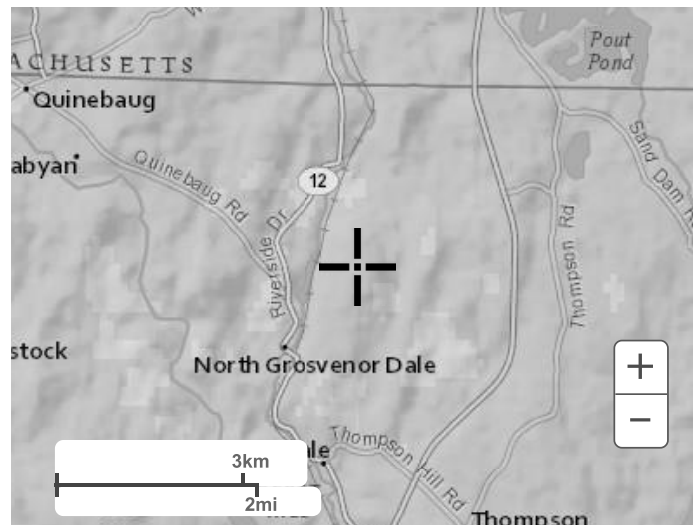 Pout
Pond
ACHUSETTS
Quinebaug
abyan
Quinebaug Rd
12
Sand Dam
Riverside Dr
Thompson Rd
stock
North Grosvenor Dale
+
−
ale
Thompson Hill Rd
3km
2mi
Thompson